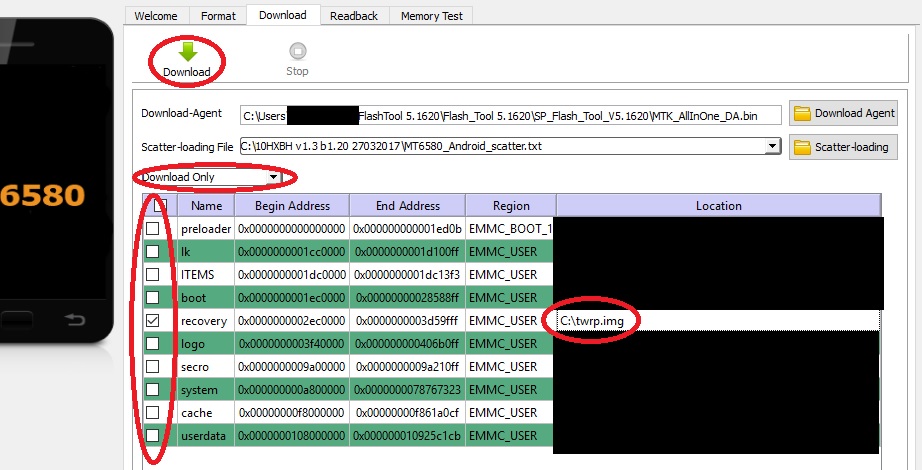 Welcome Format Download Readback Memory Test
Download Stop
Download-Agent C:\Users FlashTool 5.1620\Flash_Tool 5.1620\SP_Flash_Tool_V5.1620\MTK_AllInOne_DA.bin Download Agent
Scatter-loading File C:\10HXBH v1.3 b1.20 27032017\MT6580_Android_scatter.txt Scatter-loading
Download Only
6580
Name Begin Address End Address Region Location
preloader 0x0000000000000000 0x000000000001ed0b EMMC_BOOT_1
lk 0x0000000001cc0000 0x0000000001d100ff EMMC_USER
ITEMS 0x0000000001dc0000 0x0000000001dc13f3 EMMC_USER
boot 0x0000000001ec0000 0x00000000028588ff EMMC_USER
recovery 0x0000000002ec0000 0x0000000003d59fff EMMC_USER C:\twrp.img
logo 0x0000000003f40000 0x000000000406b0ff EMMC_USER
secro 0x0000000009a00000 0x0000000009a210ff EMMC_USER
system 0x000000000a800000 0x0000000078767323 EMMC_USER
cache 0x00000000f8000000 0x00000000f861a0cf EMMC_USER
userdata 0x0000000108000000 0x000000010925c1cb EMMC_USER